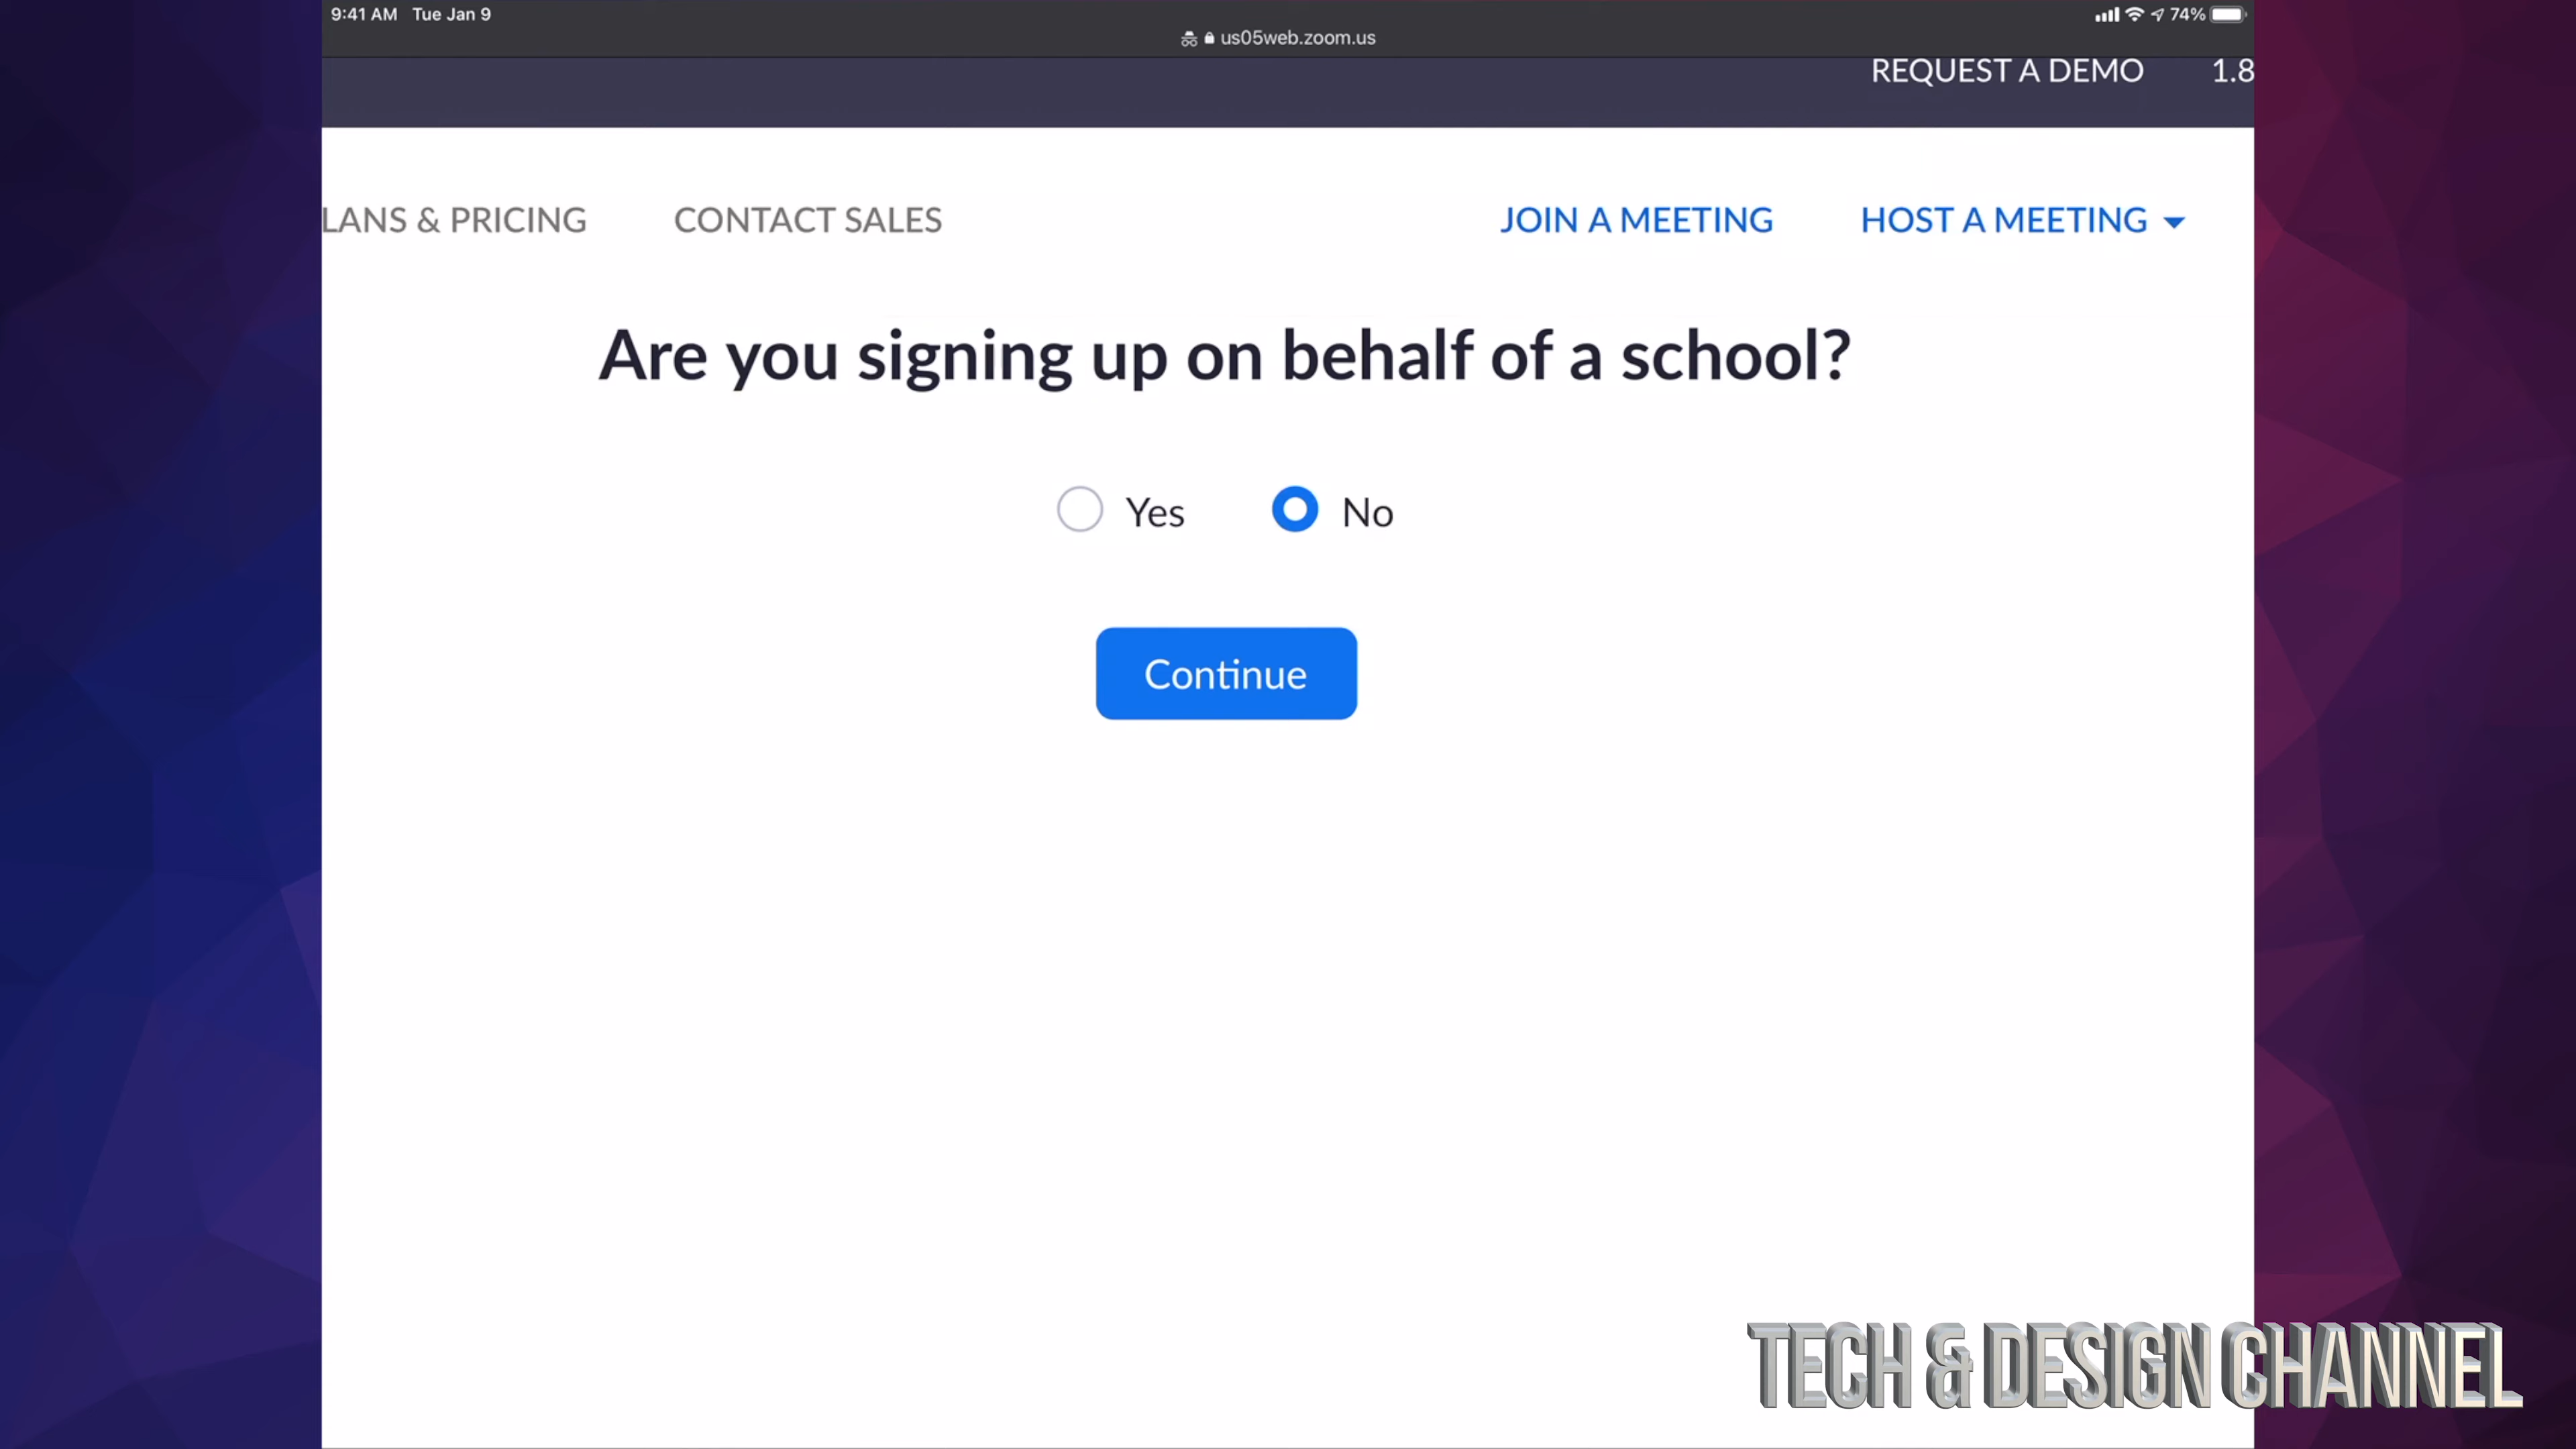 9:41 AM Tue Jan 9
74%
us05web.zoom.us
REQUEST A DEMO 1.8
LANS & PRICING CONTACT SALES JOIN A MEETING HOST A MEETING
Are you signing up on behalf of a school?
Yes No
Continue
TECH & DESIGN CHANNEL